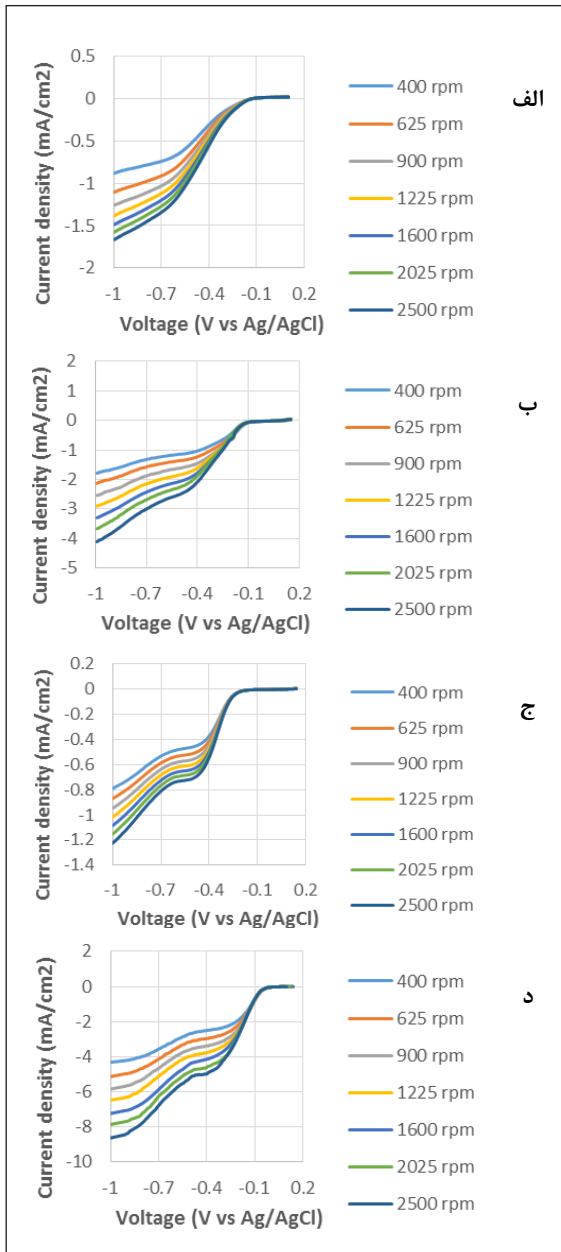 الف
0.5
0
-0.5
-1
-1.5
-2
-1 -0.7 -0.4 -0.1 0.2
Current density (mA/cm2)
Voltage (V vs Ag/AgCl)
400 rpm
625 rpm
900 rpm
1225 rpm
1600 rpm
2025 rpm
2500 rpm
ب
2
1
0
-1
-2
-3
-4
-5
-1 -0.7 -0.4 -0.1 0.2
Current density (mA/cm2)
Voltage (V vs Ag/AgCl)
400 rpm
625 rpm
900 rpm
1225 rpm
1600 rpm
2025 rpm
2500 rpm
ج
0.2
0
-0.2
-0.4
-0.6
-0.8
-1
-1.2
-1.4
-1 -0.7 -0.4 -0.1 0.2
Current density (mA/cm2)
Voltage (V vs Ag/AgCl)
400 rpm
625 rpm
900 rpm
1225 rpm
1600 rpm
2025 rpm
2500 rpm
د
2
0
-2
-4
-6
-8
-10
-1 -0.7 -0.4 -0.1 0.2
Current density (mA/cm2)
Voltage (V vs Ag/AgCl)
400 rpm
625 rpm
900 rpm
1225 rpm
1600 rpm
2025 rpm
2500 rpm